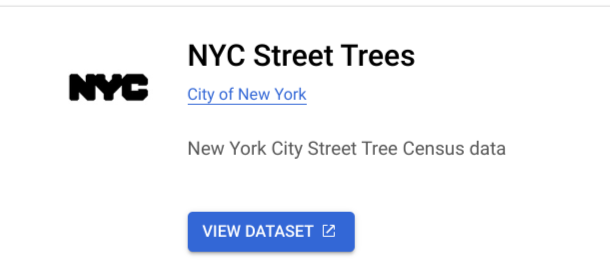 NYC
NYC Street Trees
City of New York
New York City Street Tree Census data
VIEW DATASET